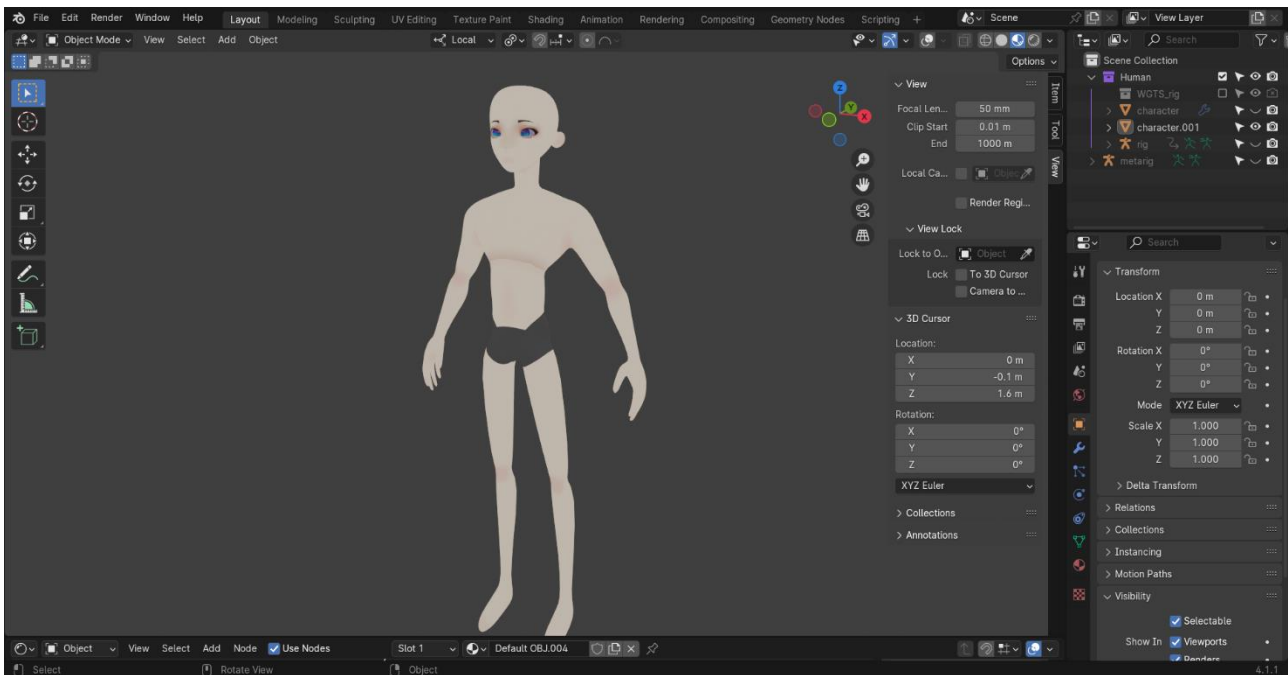 File Edit Render Window Help Layout Modeling Sculpting UV Editing Texture Paint Shading Animation Rendering Compositing Geometry Nodes Scripting + Scene View Layer
Object Mode View Select Add Object Local Search
Options
View
Focal Len... 50 mm
Clip Start 0.01 m
End 1000 m
Local Ca... Objec
Render Regi...
View Lock
Lock to O... Object
Lock To 3D Cursor
Camera to ...
3D Cursor
Location:
X 0 m
Y -0.1 m
Z 1.6 m
Rotation:
X 0°
Y 0°
Z 0°
XYZ Euler
Collections
Annotations
Item
Tool
View
Z
Y
X
Scene Collection
Human
WGTS_rig
character
character.001
rig
metarig
Search
Transform
Location X 0 m
Y 0 m
Z 0 m
Rotation X 0°
Y 0°
Z 0°
Mode XYZ Euler
Scale X 1.000
Y 1.000
Z 1.000
Delta Transform
Relations
Collections
Instancing
Motion Paths
Visibility
Selectable
Show In Viewports
Renders
Object View Select Add Node Use Nodes Slot 1 Default OBJ.004
Select Rotate View Object 4.1.1